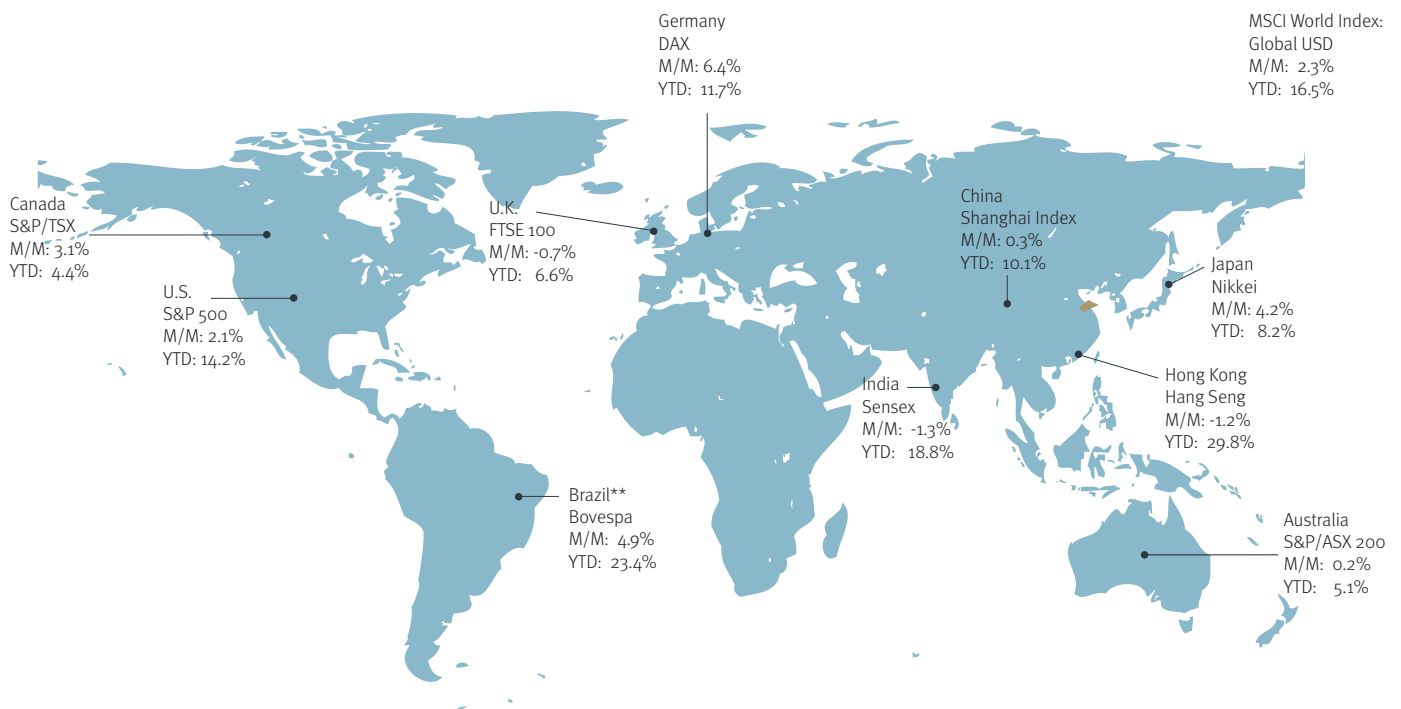 Germany
DAX
M/M: 6.4%
YTD: 11.7%
MSCI World Index:
Global USD
M/M: 2.3%
YTD: 16.5%
Canada
S&P/TSX
M/M: 3.1%
YTD: 4.4%
U.K.
FTSE 100
M/M: -0.7%
YTD: 6.6%
China
Shanghai Index
M/M: 0.3%
YTD: 10.1%
Japan
Nikkei
M/M: 4.2%
YTD: 8.2%
U.S.
S&P 500
M/M: 2.1%
YTD: 14.2%
India
Sensex
M/M: -1.3%
YTD: 18.8%
Hong Kong
Hang Seng
M/M: -1.2%
YTD: 29.8%
Brazil**
Bovespa
M/M: 4.9%
YTD: 23.4%
Australia
S&P/ASX 200
M/M: 0.2%
YTD: 5.1%